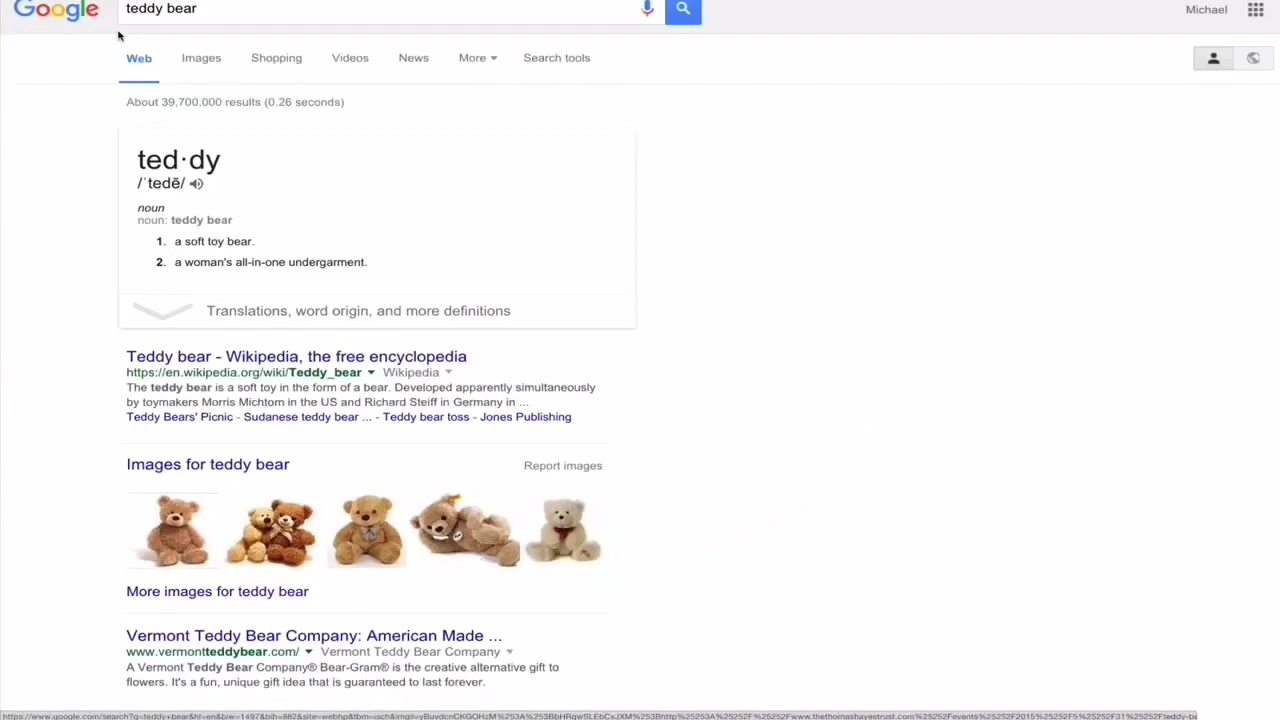 Google teddy bear Michael
Web Images Shopping Videos News More Search tools
About 39,700,000 results (0.26 seconds)
ted·dy
/ˈtedē/
noun
noun: teddy bear
1. a soft toy bear.
2. a woman's all-in-one undergarment.
Translations, word origin, and more definitions
Teddy bear - Wikipedia, the free encyclopedia
https://en.wikipedia.org/wiki/Teddy_bear Wikipedia
The teddy bear is a soft toy in the form of a bear. Developed apparently simultaneously
by toymakers Morris Michtom in the US and Richard Steiff in Germany in ...
Teddy Bears' Picnic - Sudanese teddy bear ... - Teddy bear toss - Jones Publishing
Images for teddy bear Report images
More images for teddy bear
Vermont Teddy Bear Company: American Made ...
www.vermontteddybear.com/ Vermont Teddy Bear Company
A Vermont Teddy Bear Company® Bear-Gram® is the creative alternative gift to
flowers. It's a fun, unique gift idea that is guaranteed to last forever.